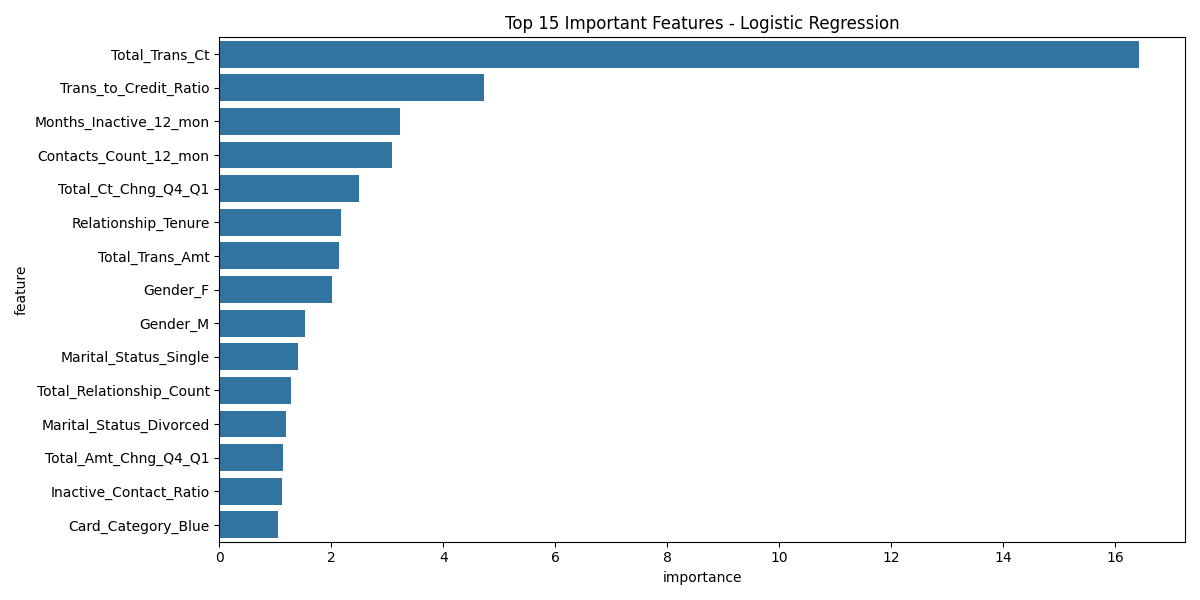 Top 15 Important Features - Logistic Regression
Total_Trans_Ct
Trans_to_Credit_Ratio
Months_Inactive_12_mon
Contacts_Count_12_mon
Total_Ct_Chng_Q4_Q1
Relationship_Tenure
Total_Trans_Amt
Gender_F
Gender_M
Marital_Status_Single
Total_Relationship_Count
Marital_Status_Divorced
Total_Amt_Chng_Q4_Q1
Inactive_Contact_Ratio
Card_Category_Blue
feature
0 2 4 6 8 10 12 14 16
importance